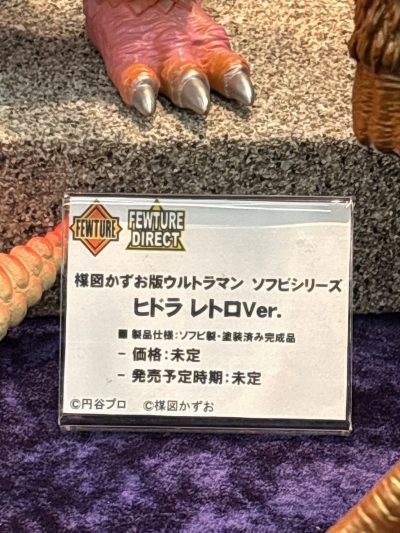 FEWTURE
FEWTURE
DIRECT
楳図かずお版ウルトラマン ソフビシリーズ
ヒドラ レトロVer.
■ 製品仕様：ソフビ製・塗装済み完成品
- 価格：未定
- 発売予定時期：未定
©円谷プロ ©楳図かずお